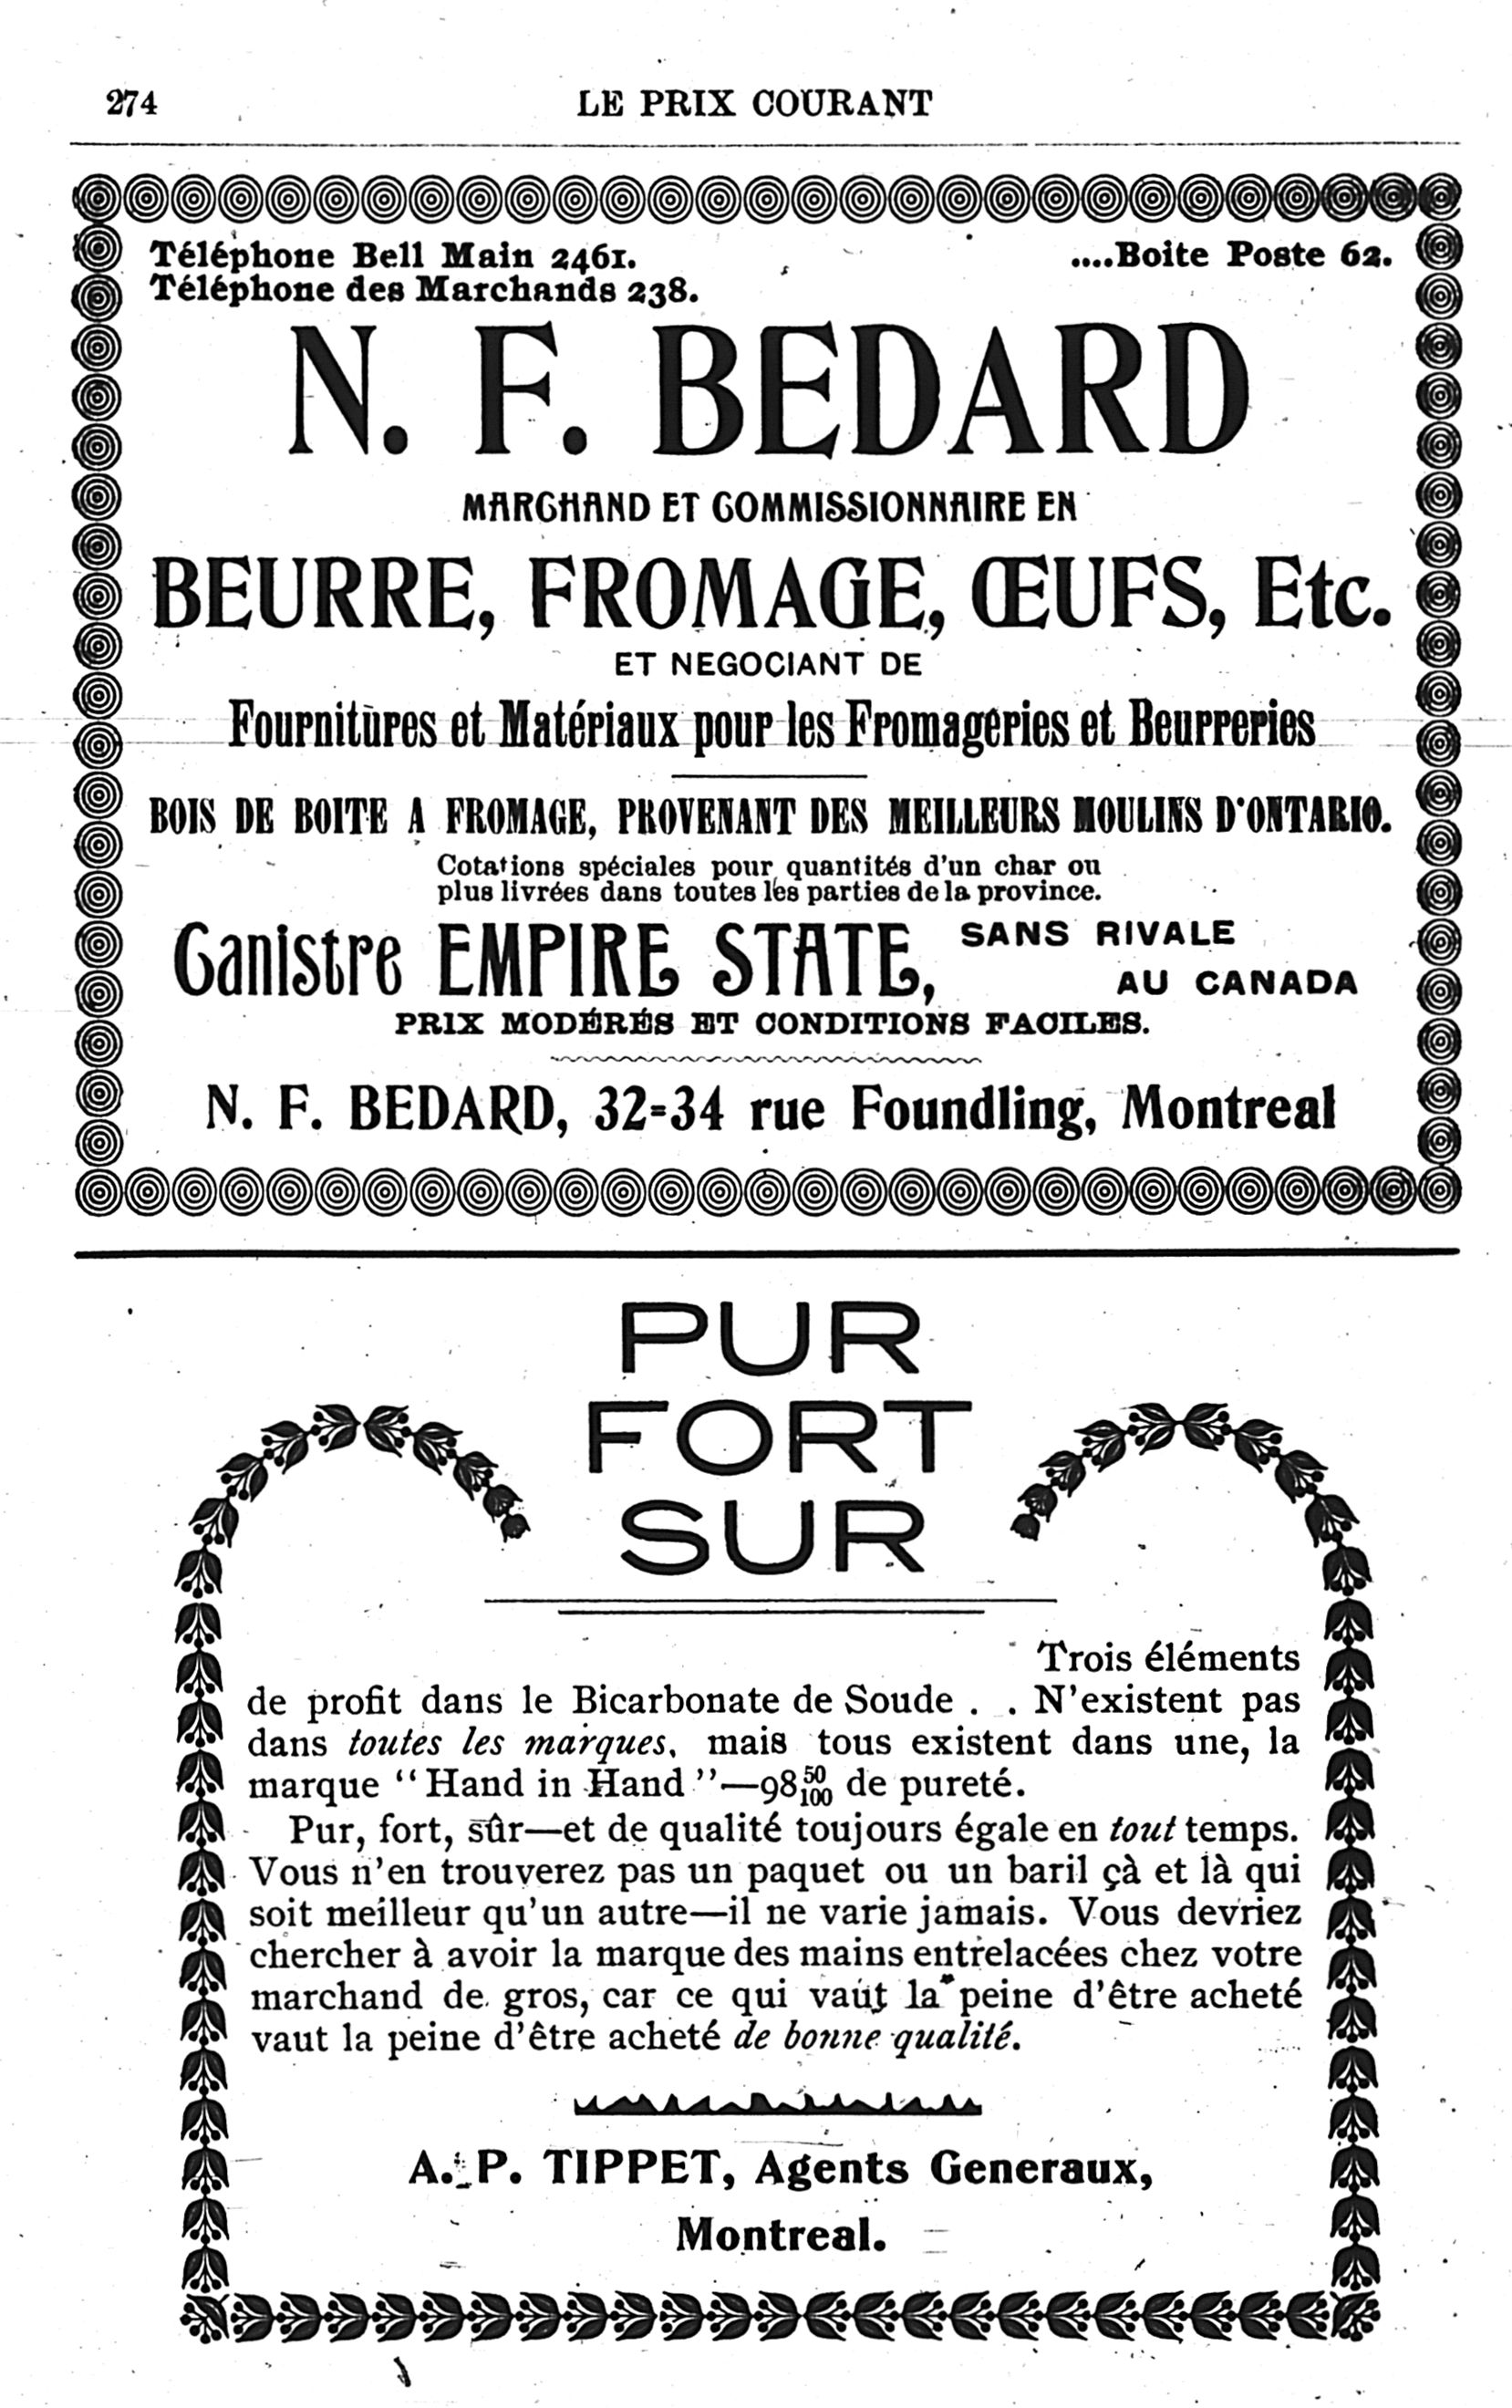 274
LE PRIX COURANT
Téléphone Bell Main 2461.
....Boite Poste 62.
Téléphone des Marchands 238.
N. F. BEDARD
MARCHAND ET COMMISSIONNAIRE EN
BEURRE, FROMAGE, ŒUFS, Etc.
ET NEGOCIANT DE
Fournitures et Matériaux pour les Fromageries et Beurreries
BOIS DE BOITE A FROMAGE, PROVENANT DES MEILLEURS MOULINS D'ONTARIO.
Cotations spéciales pour quantités d'un char ou
plus livrées dans toutes les parties de la province.
Ganistre EMPIRE STATE, SANS RIVALE
AU CANADA
PRIX MODÉRÉS ET CONDITIONS FACILES.
N. F. BEDARD, 32=34 rue Foundling, Montreal
PUR
FORT
SUR
Trois éléments
de profit dans le Bicarbonate de Soude . . N'existent pas
dans toutes les marques, mais tous existent dans une, la
marque "Hand in Hand"—98 50/100 de pureté.
Pur, fort, sûr—et de qualité toujours égale en tout temps.
Vous n'en trouverez pas un paquet ou un baril çà et là qui
soit meilleur qu'un autre—il ne varie jamais. Vous devriez
chercher à avoir la marque des mains entrelacées chez votre
marchand de gros, car ce qui vaut la peine d'être acheté
vaut la peine d'être acheté de bonne qualité.
A. P. TIPPET, Agents Generaux,
Montreal.